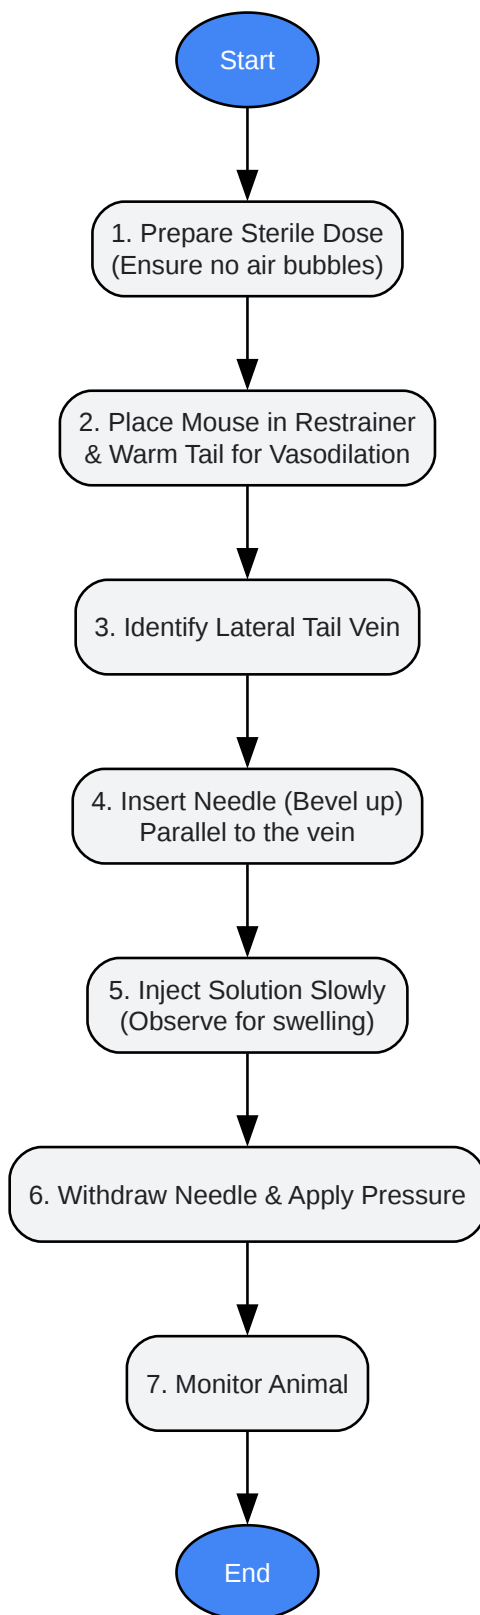 Start
1. Prepare Sterile Dose
(Ensure no air bubbles)
2. Place Mouse in Restrainer
& Warm Tail for Vasodilation
3. Identify Lateral Tail Vein
4. Insert Needle (Bevel up)
Parallel to the vein
5. Inject Solution Slowly
(Observe for swelling)
6. Withdraw Needle & Apply Pressure
7. Monitor Animal
End